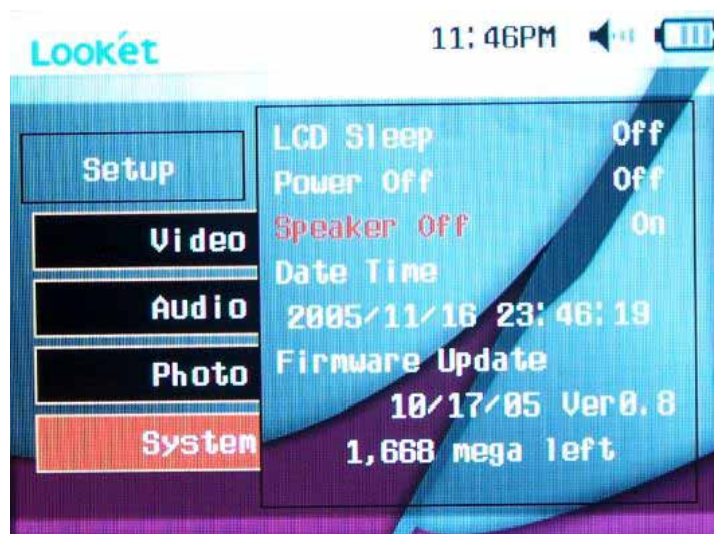 Lookét 11:46PM
Setup
Video
Audio
Photo
System
LCD Sleep Off
Power Off Off
Speaker Off On
Date Time
2005/11/16 23:46:19
Firmware Update
10/17/05 Ver0.8
1,668 mega left